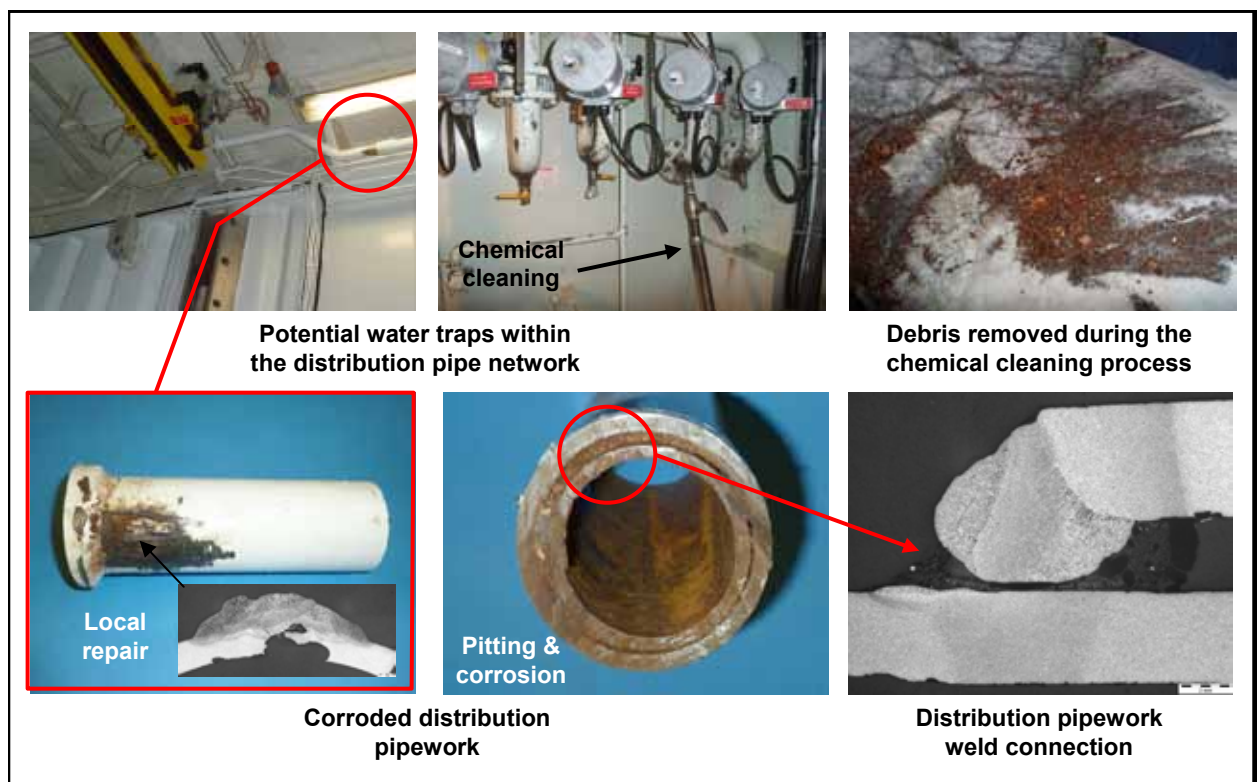 Chemical
cleaning
Potential water traps within
the distribution pipe network
Debris removed during the
chemical cleaning process
Local
repair
Pitting &
corrosion
Corroded distribution
pipework
Distribution pipework
weld connection